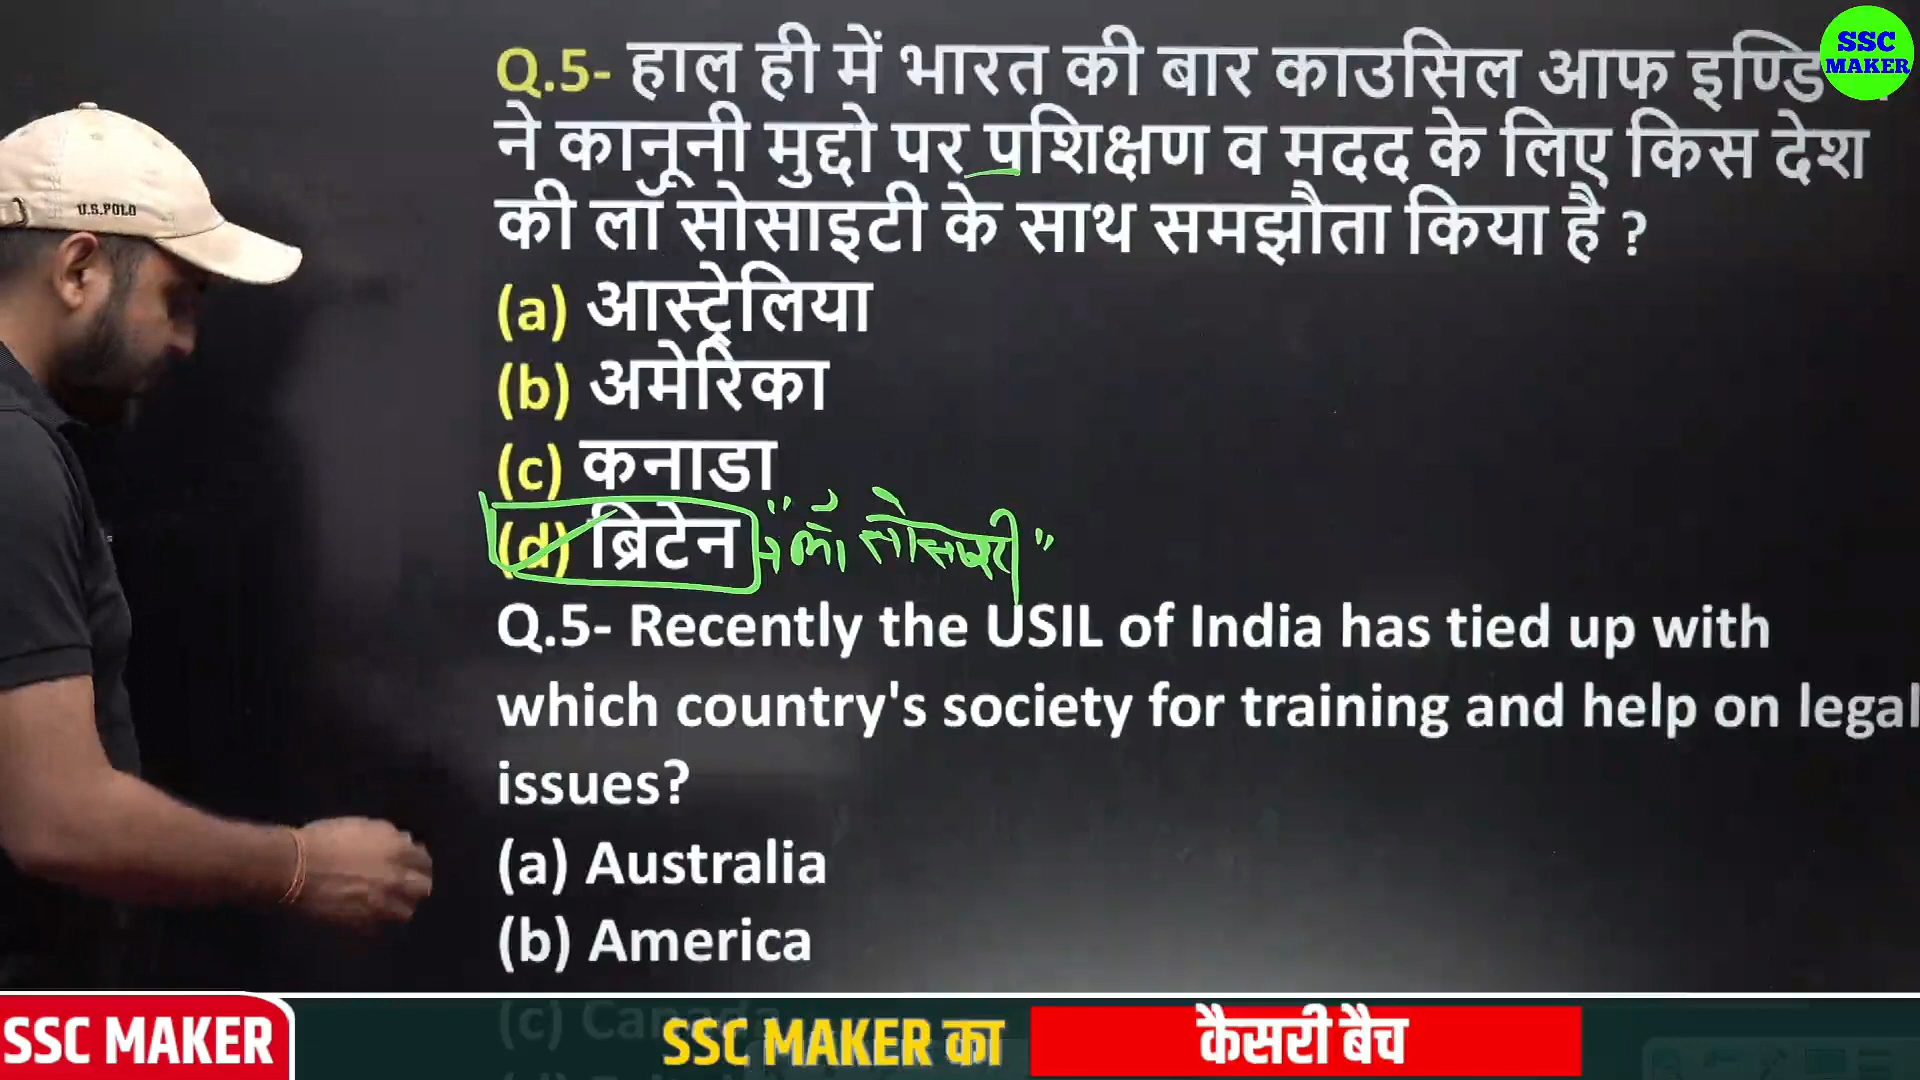 SSC
MAKER
Q.5- हाल ही में भारत की बार काउसिल आफ इण्डि
ने कानूनी मुद्दो पर प्रशिक्षण व मदद के लिए किस देश
की लॉ सोसाइटी के साथ समझौता किया है ?
(a) आस्ट्रेलिया
(b) अमेरिका
(c) कनाडा
(d) ब्रिटेन → "लॉ सोसाइटी"
Q.5- Recently the USIL of India has tied up with
which country's society for training and help on legal
issues?
(a) Australia
(b) America
(c) Canada
U.S.POLO
SSC MAKER
SSC MAKER का
कैसरी बैच